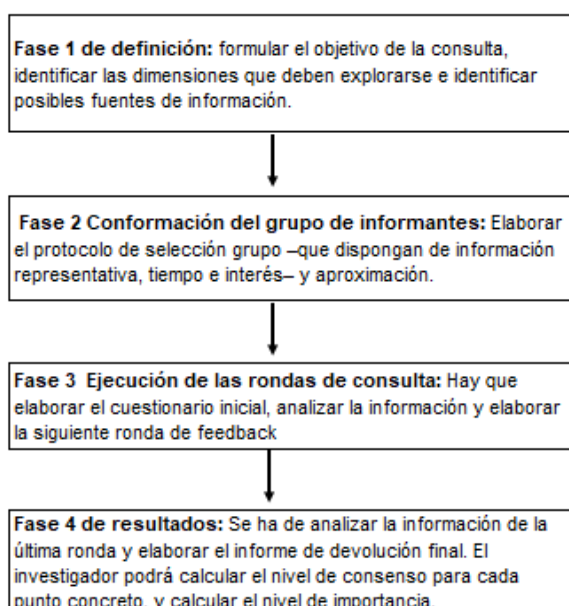 Fase 1 de definición: formular el objetivo de la consulta,
identificar las dimensiones que deben explorarse e identificar
posibles fuentes de información.
Fase 2 Conformación del grupo de informantes: Elaborar
el protocolo de selección grupo –que dispongan de información
representativa, tiempo e interés– y aproximación.
Fase 3 Ejecución de las rondas de consulta: Hay que
elaborar el cuestionario inicial, analizar la información y elaborar
la siguiente ronda de feedback
Fase 4 de resultados: Se ha de analizar la información de la
última ronda y elaborar el informe de devolución final. El
investigador podrá calcular el nivel de consenso para cada
punto concreto, y calcular el nivel de importancia.